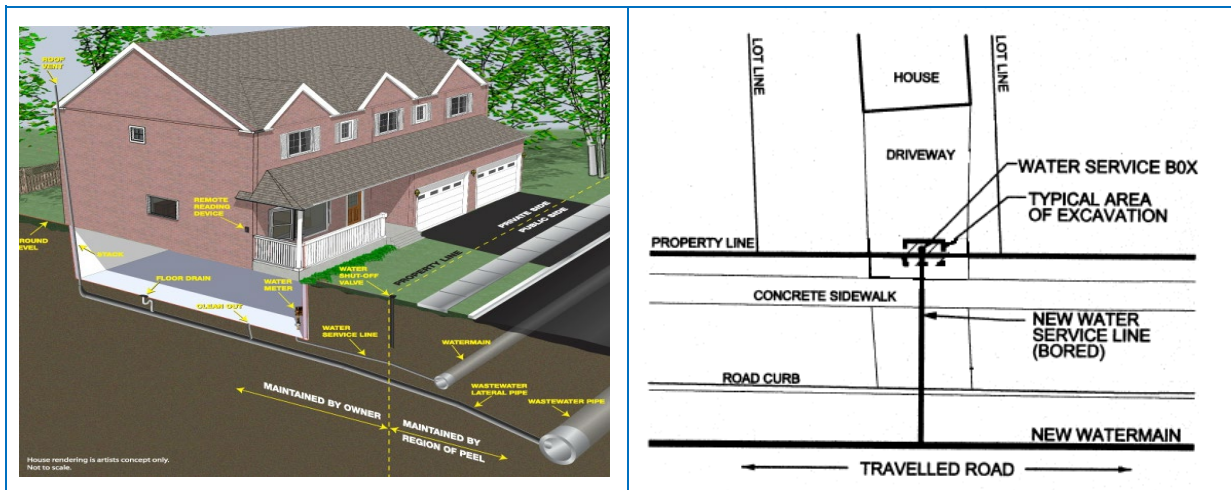 ROOF
VENT
REMOTE
READING
DEVICE
PRIVATE SIDE
PUBLIC SIDE
PROPERTY LINE
STACK
FLOOR DRAIN
CLEAN OUT
WATER
METER
WATER
SHUT-OFF
VALVE
WATER
SERVICE LINE
WATERMAIN
WASTEWATER
LATERAL PIPE
WASTEWATER PIPE
MAINTAINED BY OWNER
MAINTAINED BY
REGION OF PEEL
House rendering is artists concept only.
Not to scale.
LOT LINE
HOUSE
LOT LINE
DRIVEWAY
WATER SERVICE B0X
TYPICAL AREA
OF EXCAVATION
PROPERTY LINE
CONCRETE SIDEWALK
NEW WATER
SERVICE LINE
(BORED)
ROAD CURB
NEW WATERMAIN
TRAVELLED ROAD